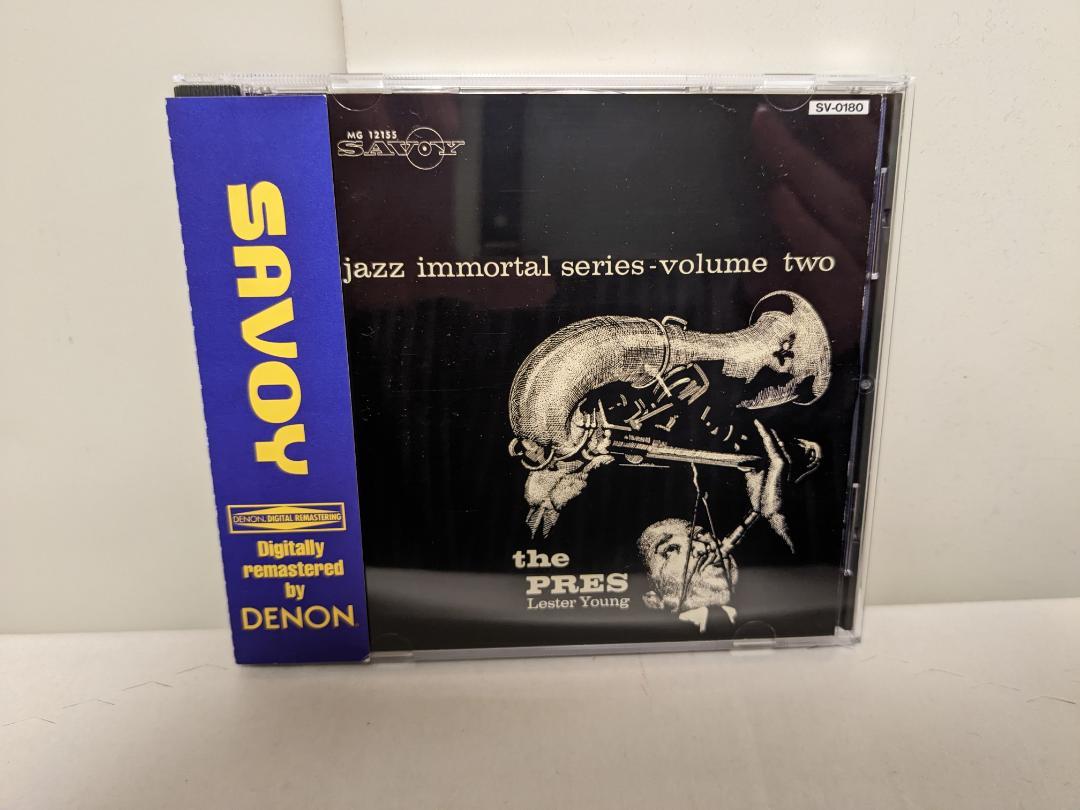 SAVOY
DENON. DIGITAL REMASTERING
Digitally
remastered
by
DENON
SV-0180
MG 12155
SAVOY
jazz immortal series-volume two
the
PRES
Lester Young